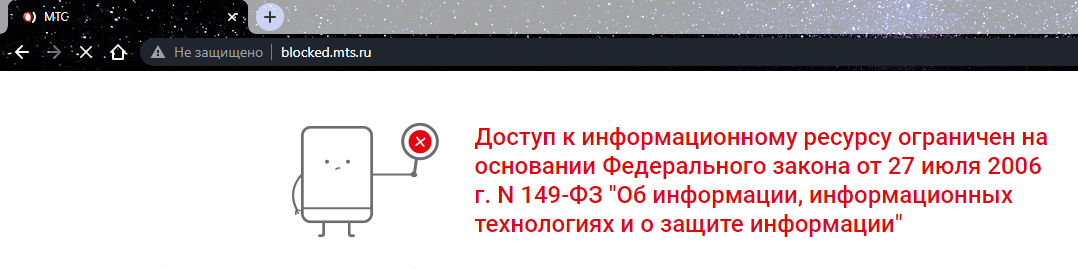 МТС
Не защищено
blocked.mts.ru
Доступ к информационному ресурсу ограничен на
основании Федерального закона от 27 июля 2006
г. N 149-ФЗ "Об информации, информационных
технологиях и о защите информации"